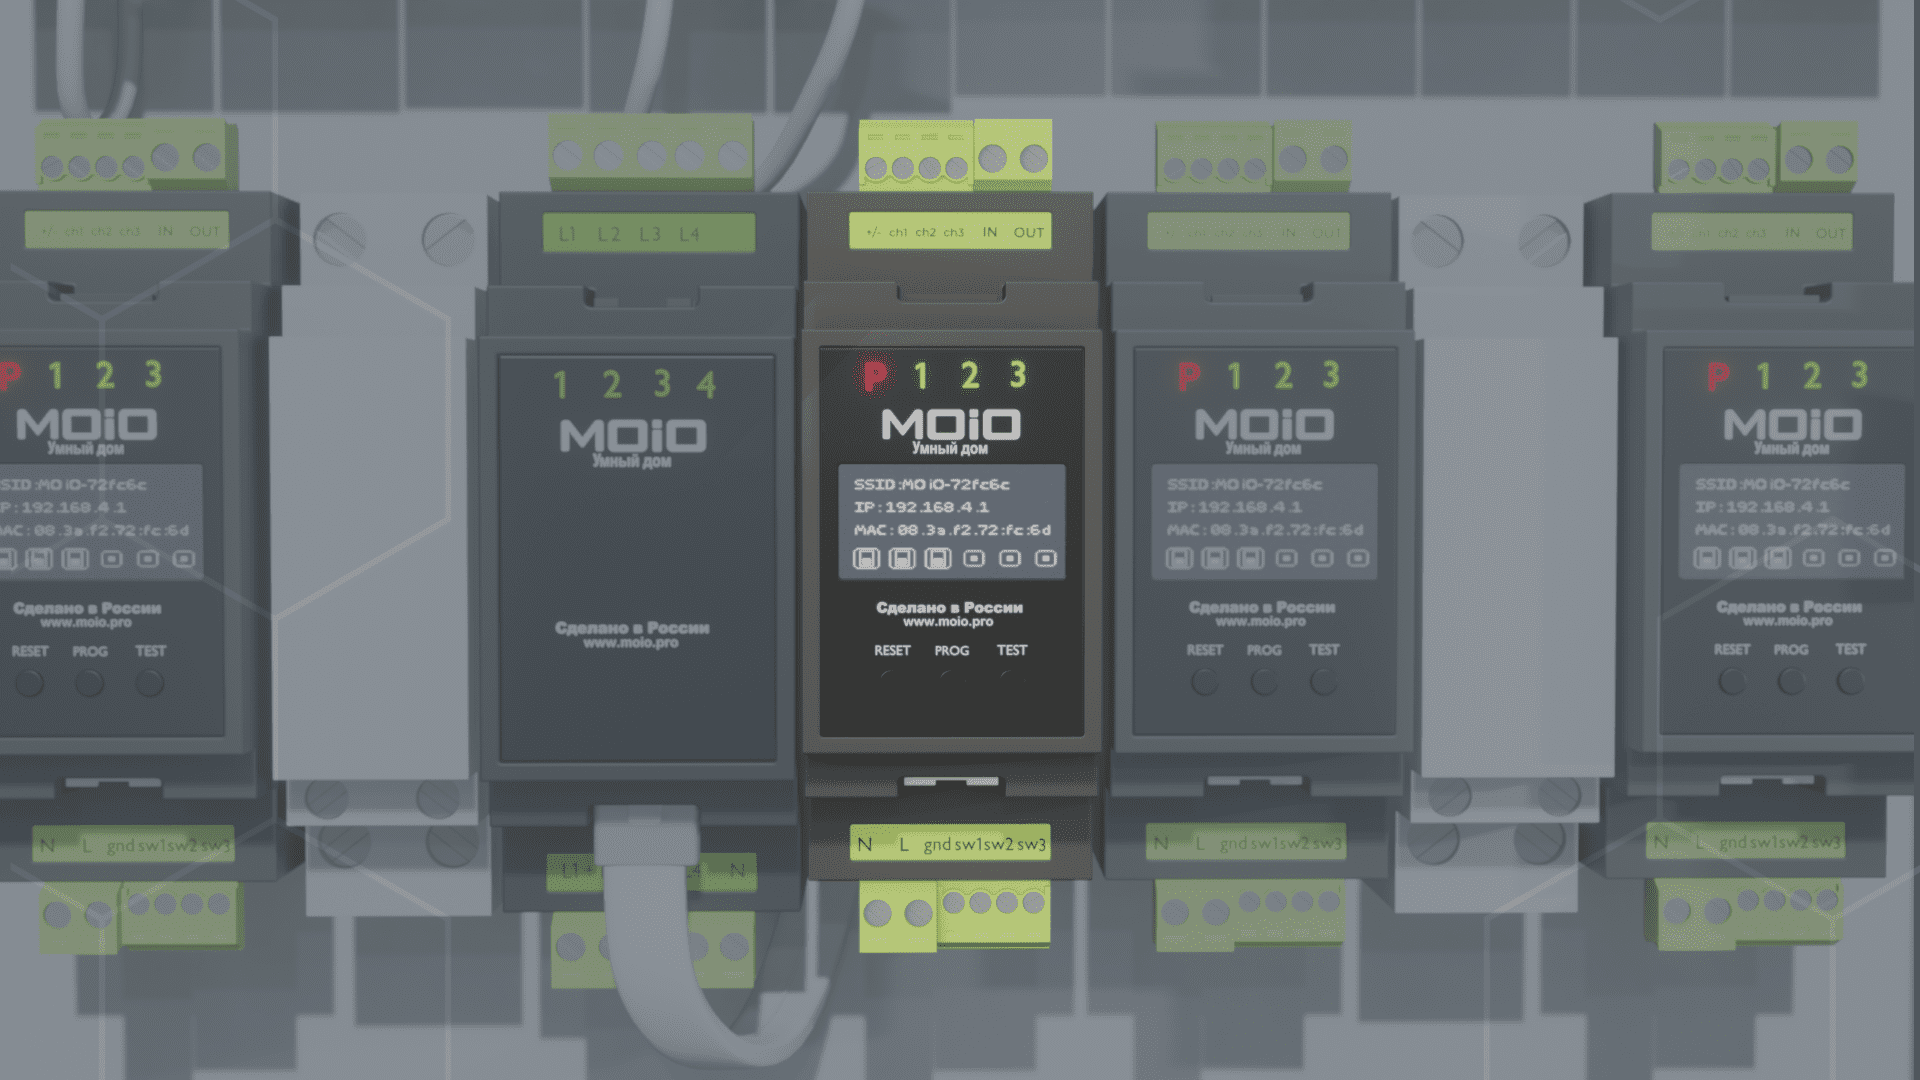 +/ ch1 ch2 ch3 IN OUT
P 1 2 3
MOiO
Умный дом
SSID:MOiO-72fc6c
IP:192.168.4.1
MAC:08.3a.f2.72:fc:6d
Сделано в России
www.moio.pro
RESET PROG TEST
N L gnd sw1 sw2 sw3
L1 L2 L3 L4
1 2 3 4
MOiO
Умный дом
Сделано в России
www.moio.pro
L1 L4 N
+/- ch1 ch2 ch3 IN OUT
P 1 2 3
MOiO
Умный дом
SSID:MOiO-72fc6c
IP:192.168.4.1
MAC:08.3a.f2.72:fc:6d
Сделано в России
www.moio.pro
RESET PROG TEST
N L gnd sw1 sw2 sw3
ch1 ch2 ch3 IN OUT
P 1 2 3
MOiO
Умный дом
SSID:MOiO-72fc6c
IP:192.168.4.1
MAC:08.3a.f2.72:fc:6d
Сделано в России
www.moio.pro
RESET PROG TEST
N L gnd sw1 sw2 sw3
ch1 ch2 ch3 IN OUT
P 1 2 3
MOiO
Умный дом
SSID:MOiO-72fc6c
IP:192.168.4.1
MAC:08.3a.f2.72:fc:6d
Сделано в России
www.moio.pro
RESET PROG TEST
N L gnd sw1 sw2 sw3